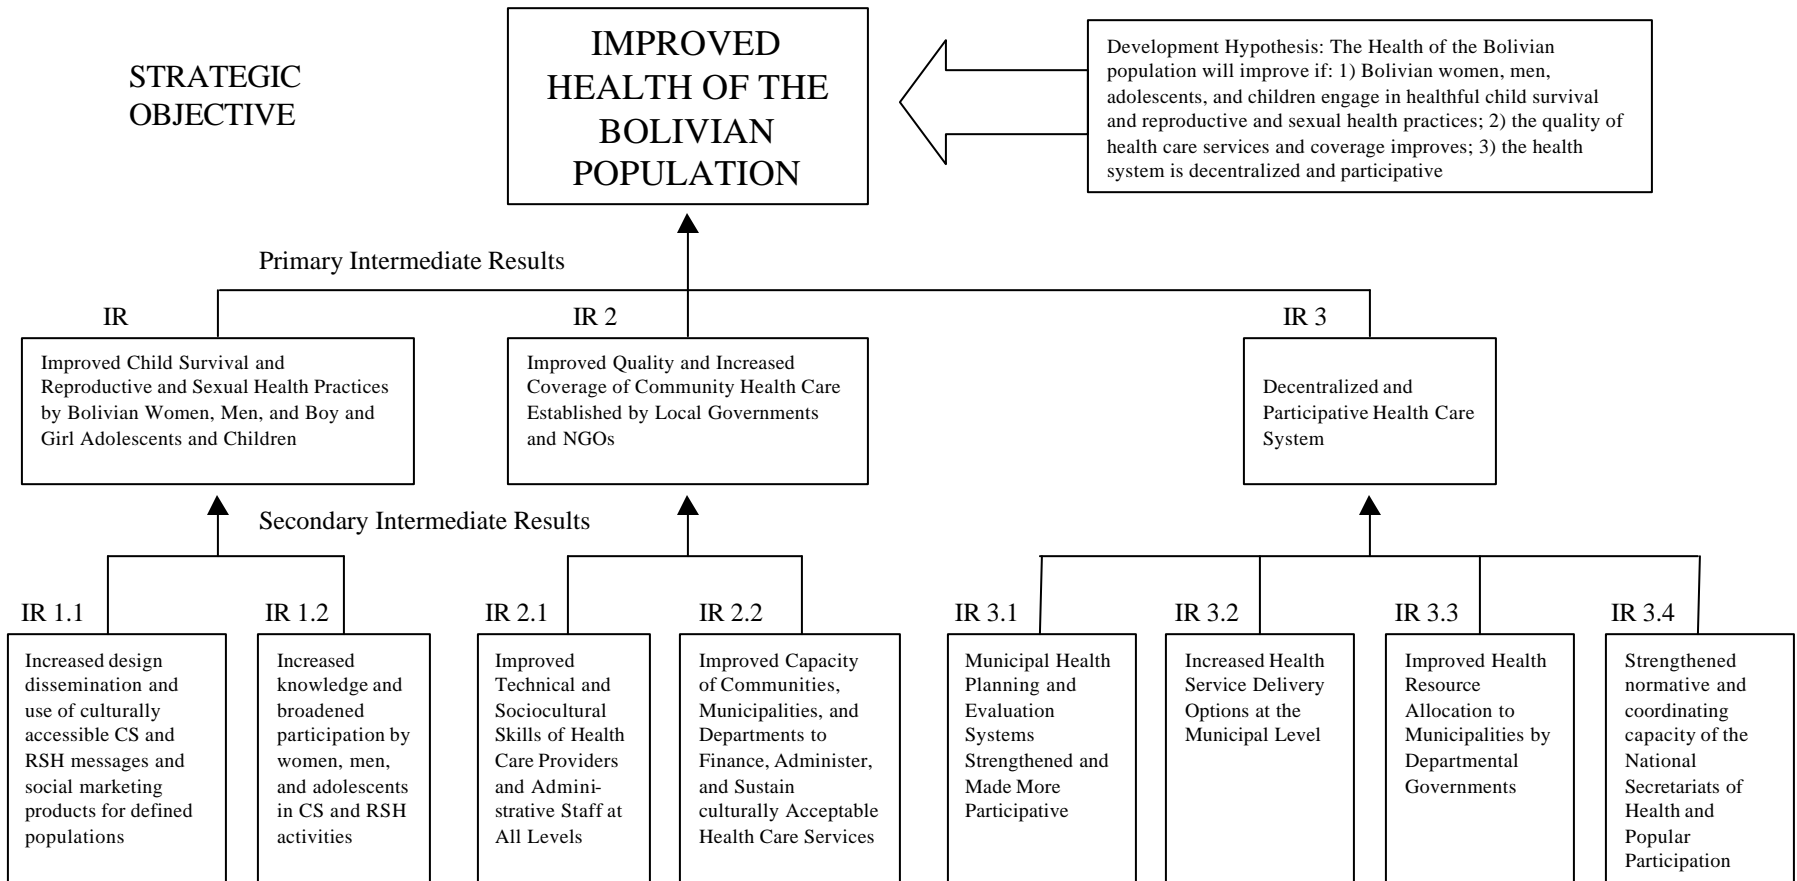 STRATEGIC
OBJECTIVE
IMPROVED
HEALTH OF THE
BOLIVIAN
POPULATION
Development Hypothesis: The Health of the Bolivian
population will improve if: 1) Bolivian women, men,
adolescents, and children engage in healthful child survival
and reproductive and sexual health practices; 2) the quality of
health care services and coverage improves; 3) the health
system is decentralized and participative
Primary Intermediate Results
IR
Improved Child Survival and
Reproductive and Sexual Health Practices
by Bolivian Women, Men, and Boy and
Girl Adolescents and Children
IR 2
Improved Quality and Increased
Coverage of Community Health Care
Established by Local Governments
and NGOs
IR 3
Decentralized and
Participative Health Care
System
Secondary Intermediate Results
IR 1.1
Increased design
dissemination and
use of culturally
accessible CS and
RSH messages and
social marketing
products for defined
populations
IR 1.2
Increased
knowledge and
broadened
participation by
women, men,
and adolescents
in CS and RSH
activities
IR 2.1
Improved
Technical and
Sociocultural
Skills of Health
Care Providers
and Admini-
strative Staff at
All Levels
IR 2.2
Improved Capacity
of Communities,
Municipalities, and
Departments to
Finance, Administer,
and Sustain
culturally Acceptable
Health Care Services
IR 3.1
Municipal Health
Planning and
Evaluation
Systems
Strengthened and
Made More
Participative
IR 3.2
Increased Health
Service Delivery
Options at the
Municipal Level
IR 3.3
Improved Health
Resource
Allocation to
Municipalities by
Departmental
Governments
IR 3.4
Strengthened
normative and
coordinating
capacity of the
National
Secretariats of
Health and
Popular
Participation